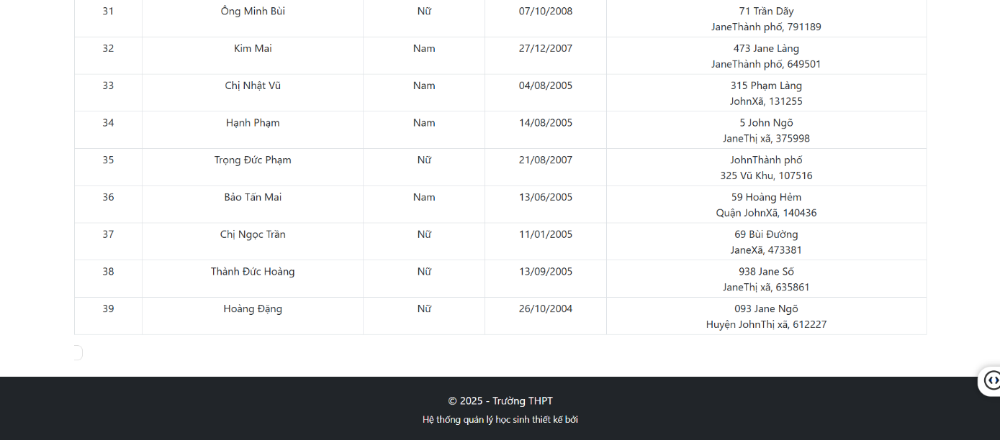 31 Ông Minh Bùi Nữ 07/10/2008 71 Trần Dãy
JaneThành phố, 791189
32 Kim Mai Nam 27/12/2007 473 Jane Làng
JaneThành phố, 649501
33 Chị Nhật Vũ Nam 04/08/2005 315 Phạm Làng
JohnXã, 131255
34 Hạnh Phạm Nam 14/08/2005 5 John Ngõ
JaneThị xã, 375998
35 Trọng Đức Phạm Nữ 21/08/2007 JohnThành phố
325 Vũ Khu, 107516
36 Bảo Tấn Mai Nam 13/06/2005 59 Hoàng Hẻm
Quận JohnXã, 140436
37 Chị Ngọc Trần Nữ 11/01/2005 69 Bùi Đường
JaneXã, 473381
38 Thành Đức Hoàng Nữ 13/09/2005 938 Jane Số
JaneThị xã, 635861
39 Hoàng Đặng Nữ 26/10/2004 093 Jane Ngõ
Huyện JohnThị xã, 612227
© 2025 - Trường THPT
Hệ thống quản lý học sinh thiết kế bởi